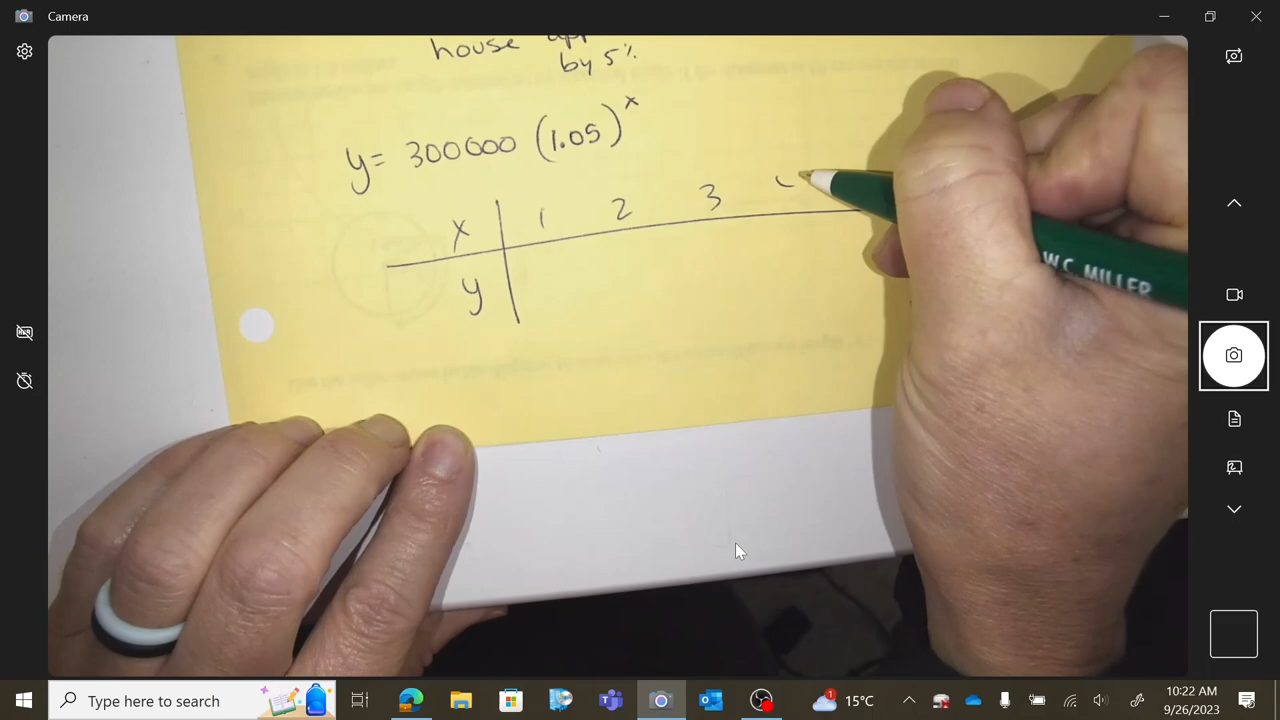 Camera
house
by 5%
y= 300000 (1.05)^x
x 1 2 3
y
W.C. MILLER
Type here to search
1
15°C
10:22 AM
9/26/2023